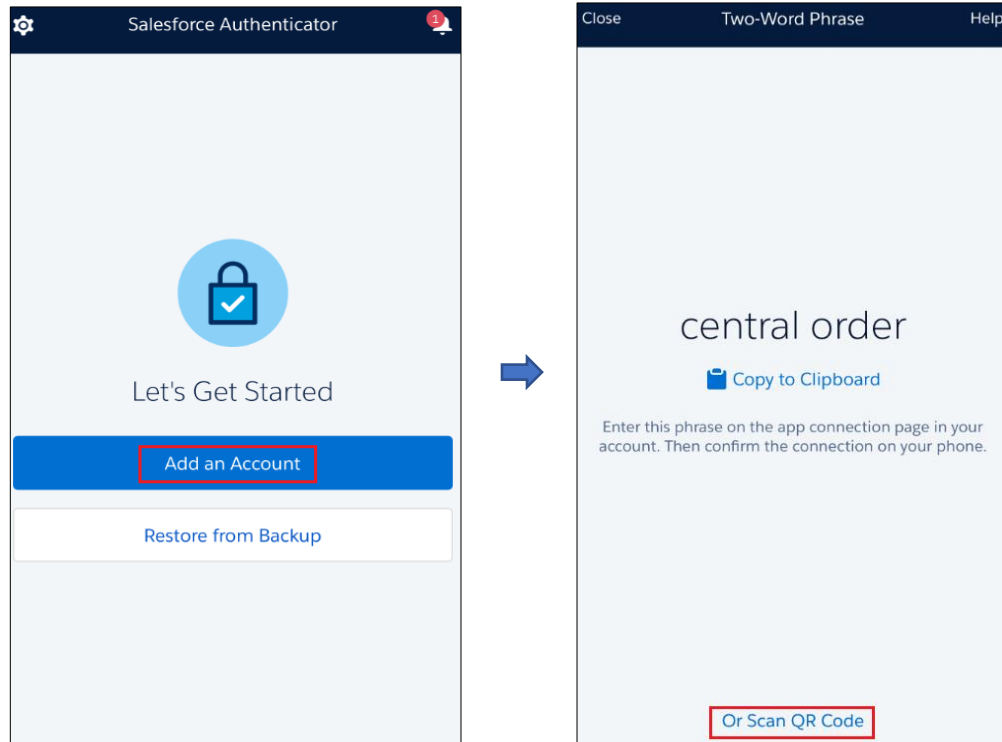 Salesforce Authenticator
1
Let's Get Started
Add an Account
Restore from Backup
Close
Two-Word Phrase
Help
central order
Copy to Clipboard
Enter this phrase on the app connection page in your
account. Then confirm the connection on your phone.
Or Scan QR Code